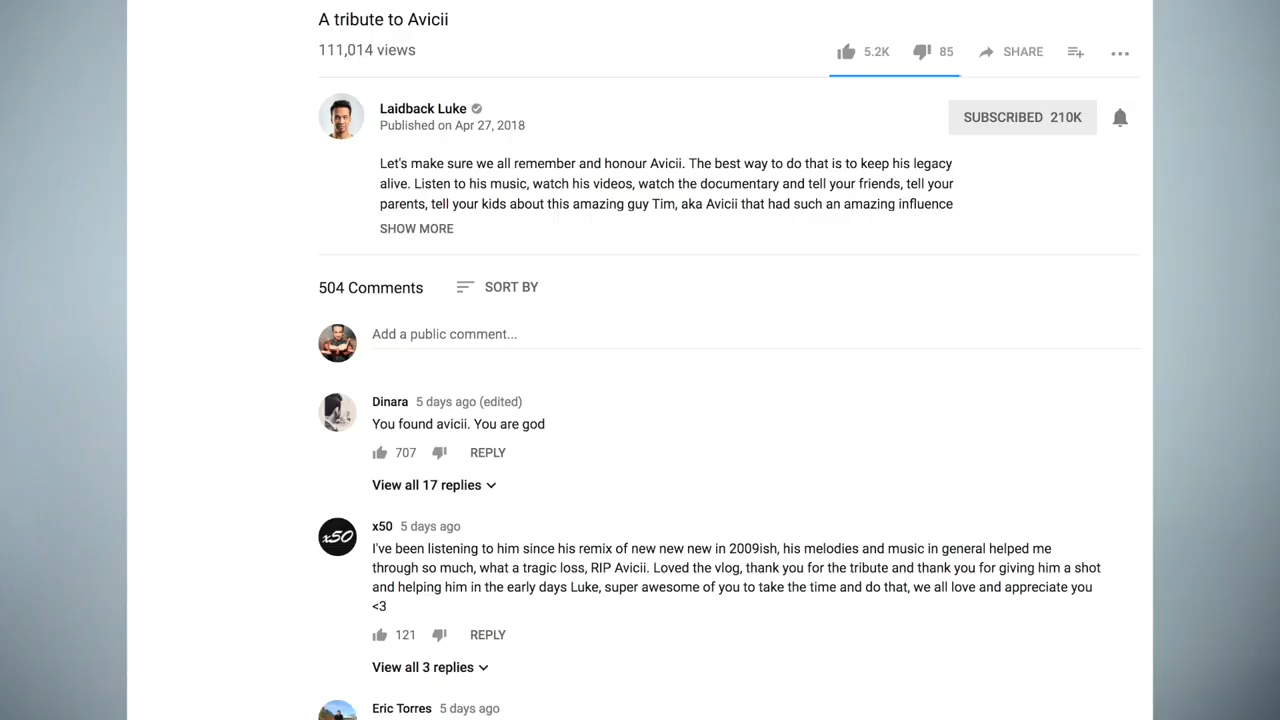 A tribute to Avicii
111,014 views
5.2K 85 SHARE
Laidback Luke
Published on Apr 27, 2018
SUBSCRIBED 210K
Let's make sure we all remember and honour Avicii. The best way to do that is to keep his legacy
alive. Listen to his music, watch his videos, watch the documentary and tell your friends, tell your
parents, tell your kids about this amazing guy Tim, aka Avicii that had such an amazing influence
SHOW MORE
504 Comments SORT BY
Add a public comment...
Dinara 5 days ago (edited)
You found avicii. You are god
707 REPLY
View all 17 replies
x50
x50 5 days ago
I've been listening to him since his remix of new new new in 2009ish, his melodies and music in general helped me
through so much, what a tragic loss, RIP Avicii. Loved the vlog, thank you for the tribute and thank you for giving him a shot
and helping him in the early days Luke, super awesome of you to take the time and do that, we all love and appreciate you
<3
121 REPLY
View all 3 replies
Eric Torres 5 days ago